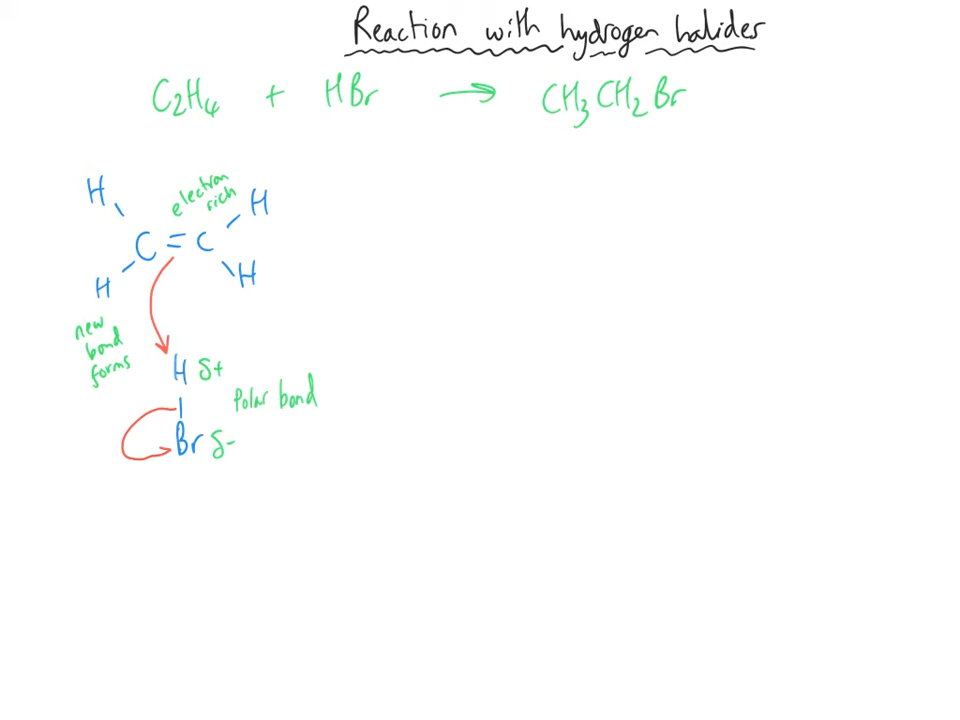 Reaction with hydrogen halides
C₂H₄ + HBr → CH₃CH₂Br
electron
rich
H H
C = C
H H
new
bond
forms
H δ+
Polar bond
Br δ-